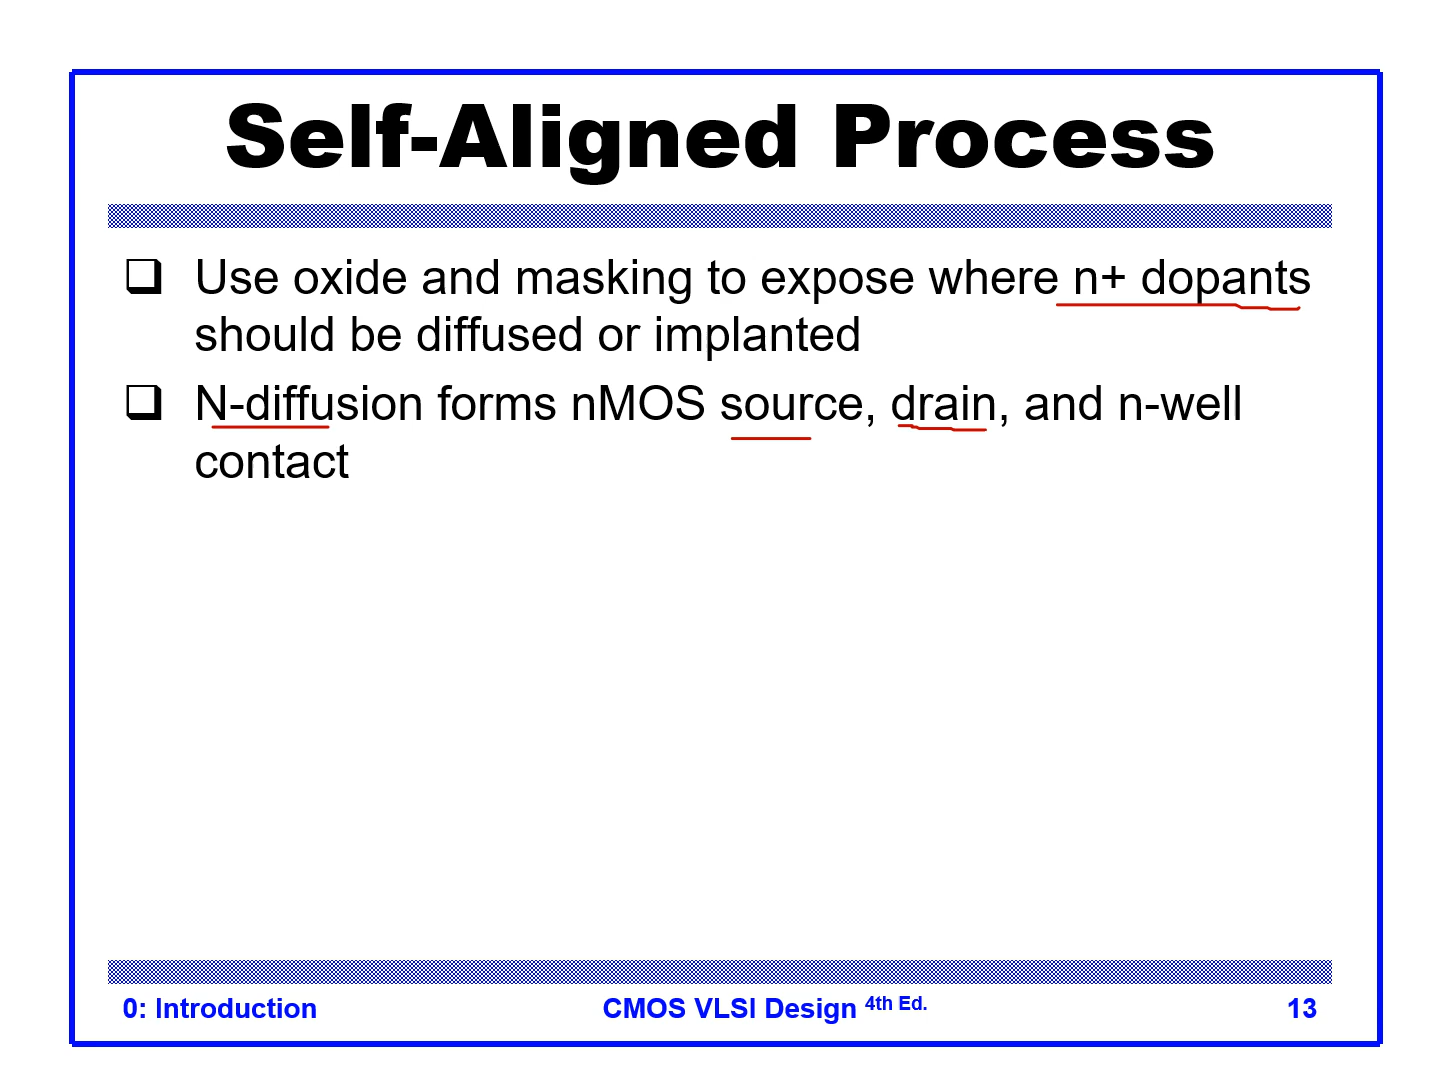 Self-Aligned Process
❑ Use oxide and masking to expose where n+ dopants
should be diffused or implanted
❑ N-diffusion forms nMOS source, drain, and n-well
contact
0: Introduction
CMOS VLSI Design 4th Ed.
13